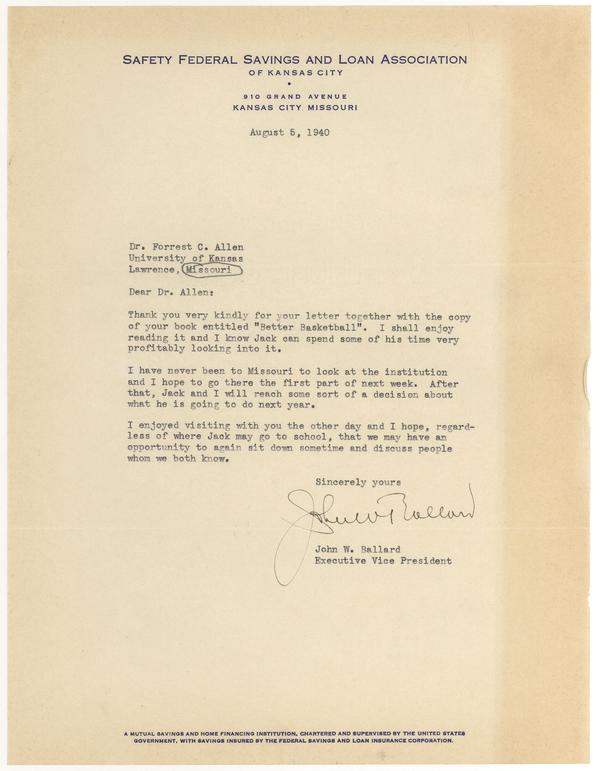 SAFETY FEDERAL SAVINGS AND LOAN ASSOCIATION
OF KANSAS CITY
•
910 GRAND AVENUE
KANSAS CITY MISSOURI
August 5, 1940
Dr. Forrest C. Allen
University of Kansas
Lawrence, Missouri
Dear Dr. Allen:
Thank you very kindly for your letter together with the copy
of your book entitled "Better Basketball". I shall enjoy
reading it and I know Jack can spend some of his time very
profitably looking into it.
I have never been to Missouri to look at the institution
and I hope to go there the first part of next week. After
that, Jack and I will reach some sort of a decision about
what he is going to do next year.
I enjoyed visiting with you the other day and I hope, regard-
less of where Jack may go to school, that we may have an
opportunity to again sit down sometime and discuss people
whom we both know.
Sincerely yours
John W Ballard
John W. Ballard
Executive Vice President
A MUTUAL SAVINGS AND HOME FINANCING INSTITUTION, CHARTERED AND SUPERVISED BY THE UNITED STATES
GOVERNMENT, WITH SAVINGS INSURED BY THE FEDERAL SAVINGS AND LOAN INSURANCE CORPORATION.